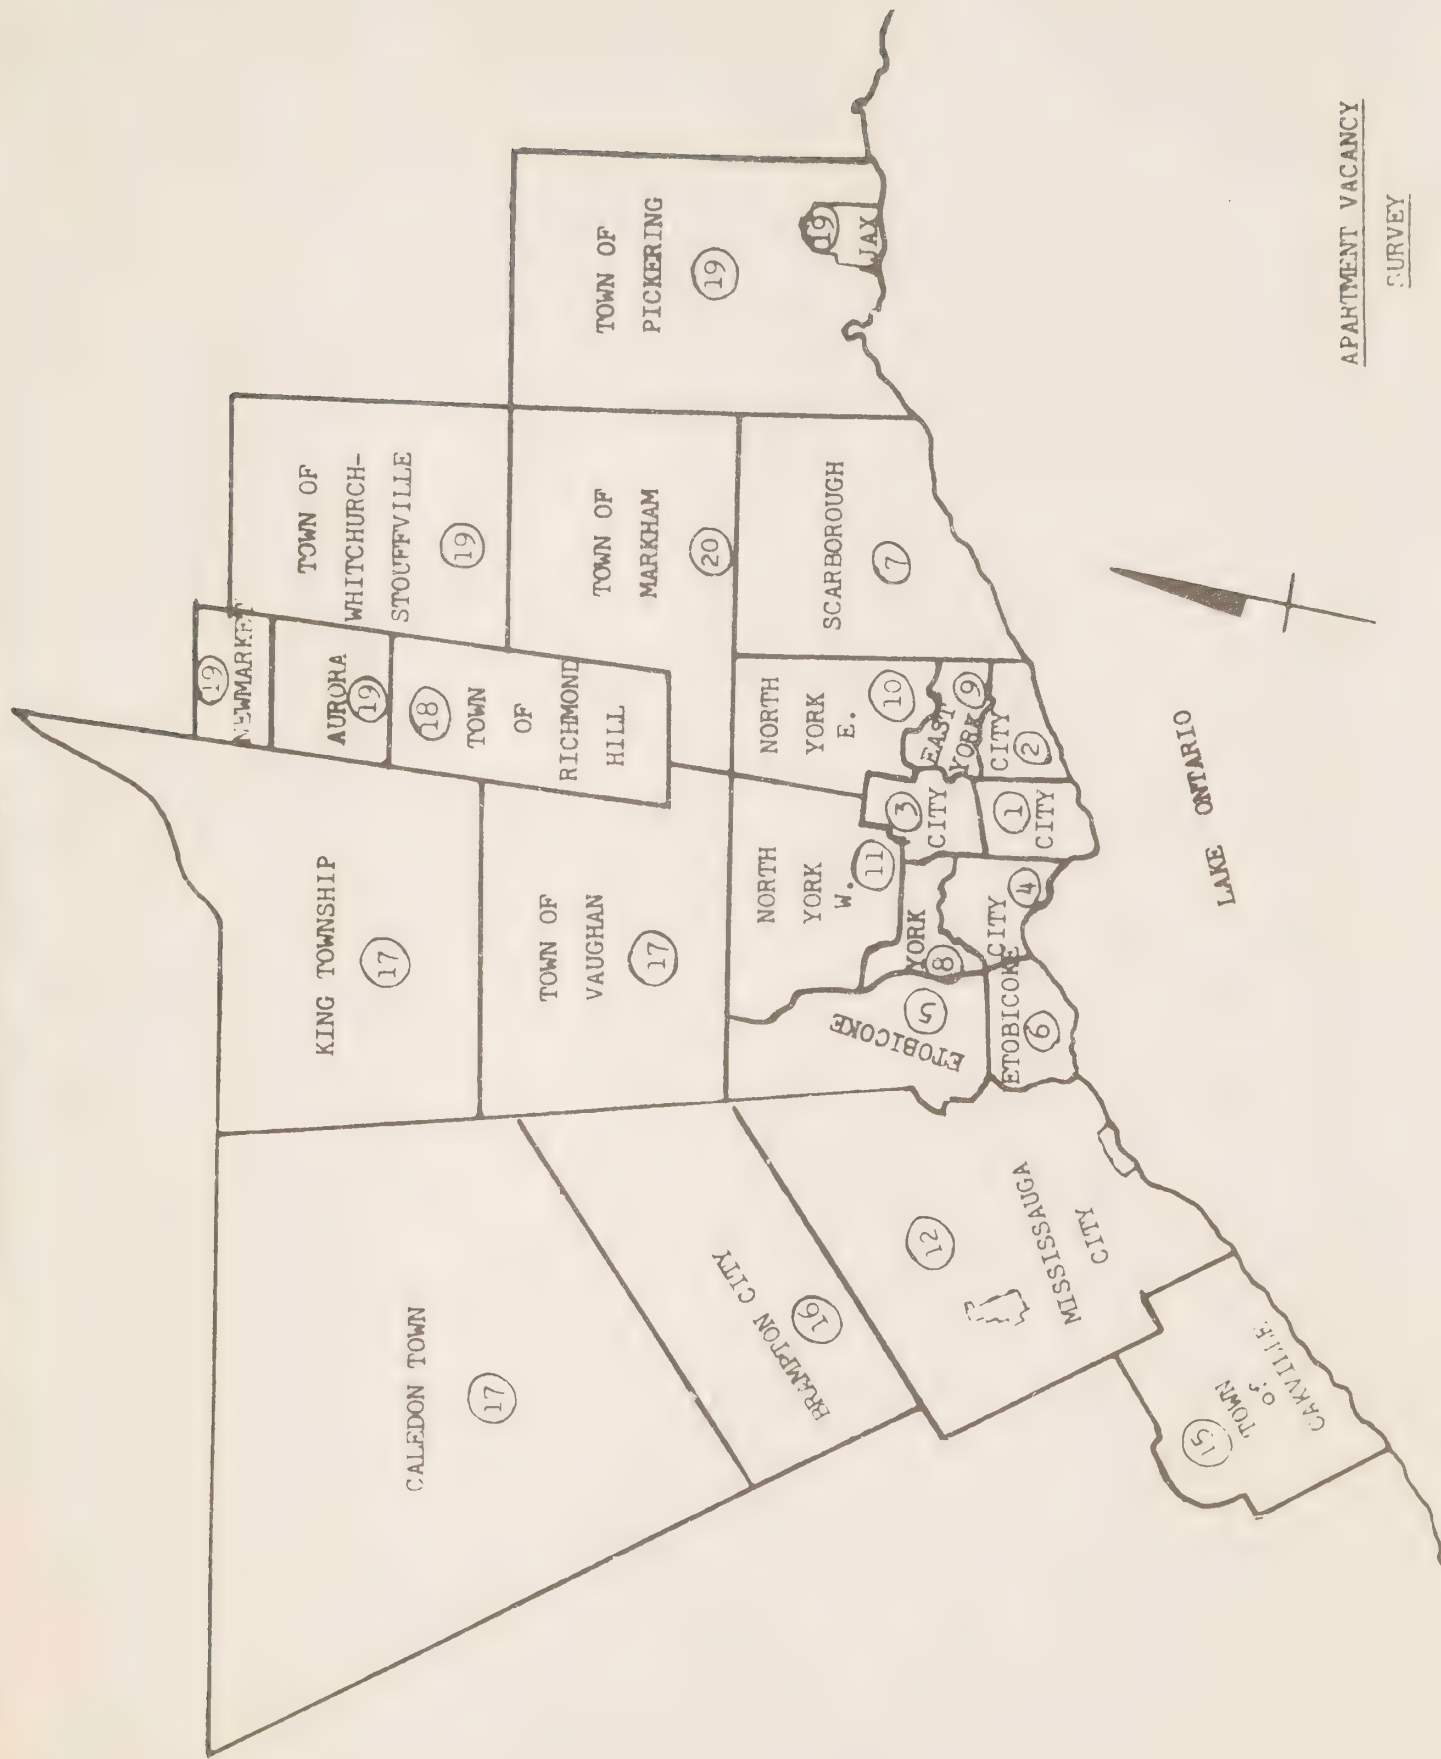 CALEDON TOWN
17
KING TOWNSHIP
17
19
NEWMARKET
AURORA
19
18
TOWN
OF
RICHMOND
HILL
TOWN OF
WHITCHURCH-
STOUFFVILLE
19
TOWN OF
VAUGHAN
17
TOWN OF
MARKHAM
20
TOWN OF
PICKERING
19
19
JAX
BRAMPTON CITY
16
12
MISSISSAUGA
CITY
15
TOWN
OF
OAKVILLE
ETOBICOKE
5
ETOBICOKE
6
NORTH
YORK
W.
11
YORK
8
CITY
4
3
CITY
1
CITY
NORTH
YORK
E.
10
EAST
YORK
9
CITY
2
SCARBOROUGH
7
LAKE ONTARIO
APARTMENT VACANCY
SURVEY